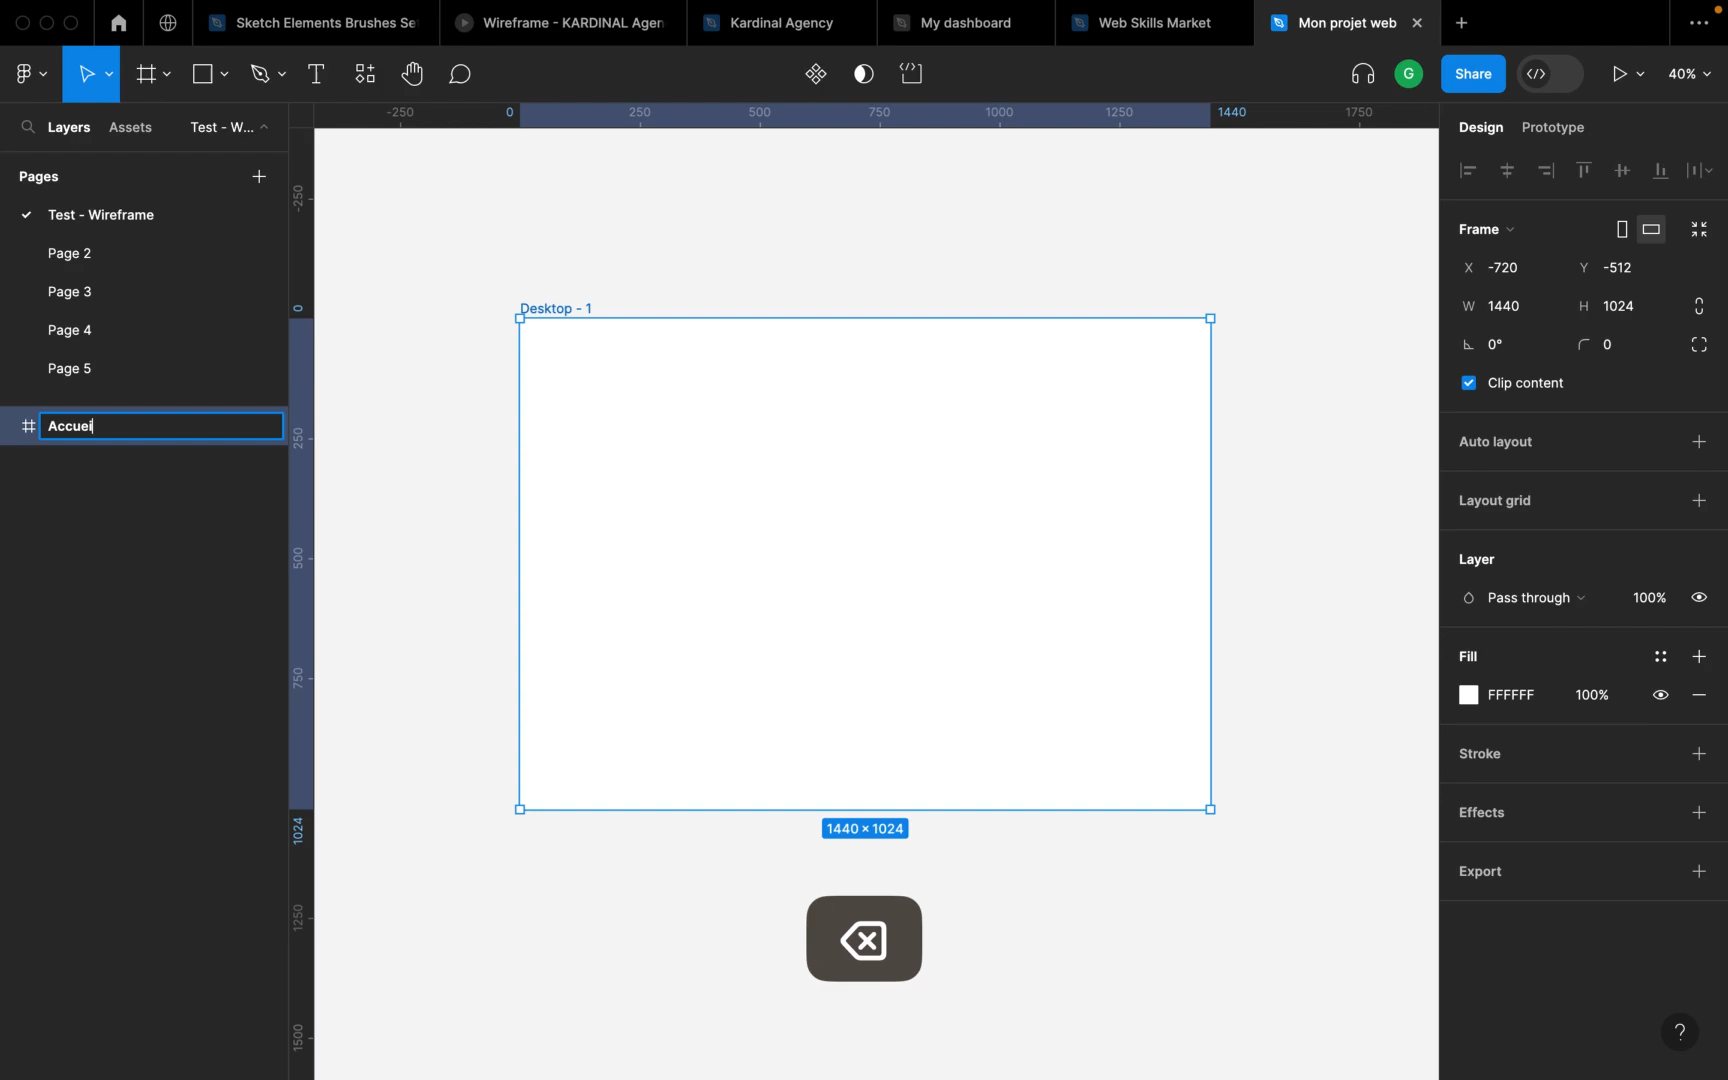 Sketch Elements Brushes Se
Wireframe - KARDINAL Agen
Kardinal Agency
My dashboard
Web Skills Market
Mon projet web
G
Share
40%
Layers
Assets
Test - W...
Pages
Test - Wireframe
Page 2
Page 3
Page 4
Page 5
Accuei
-250
0
250
500
750
1000
1250
1440
1750
-250
0
250
500
750
1024
1250
1500
Desktop - 1
1440 × 1024
Design
Prototype
Frame
X -720
Y -512
W 1440
H 1024
0°
0
Clip content
Auto layout
Layout grid
Layer
Pass through
100%
Fill
FFFFFF
100%
Stroke
Effects
Export
?